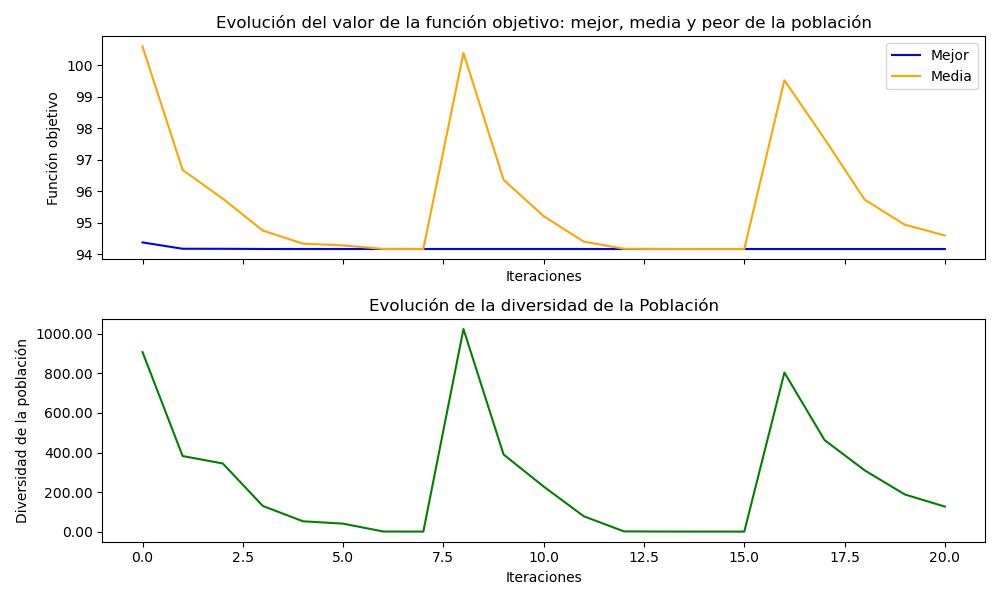 Evolución del valor de la función objetivo: mejor, media y peor de la población
Función objetivo
100
99
98
97
96
95
94
Mejor
Media
Iteraciones
Evolución de la diversidad de la Población
Diversidad de la población
1000.00
800.00
600.00
400.00
200.00
0.00
0.0 2.5 5.0 7.5 10.0 12.5 15.0 17.5 20.0
Iteraciones